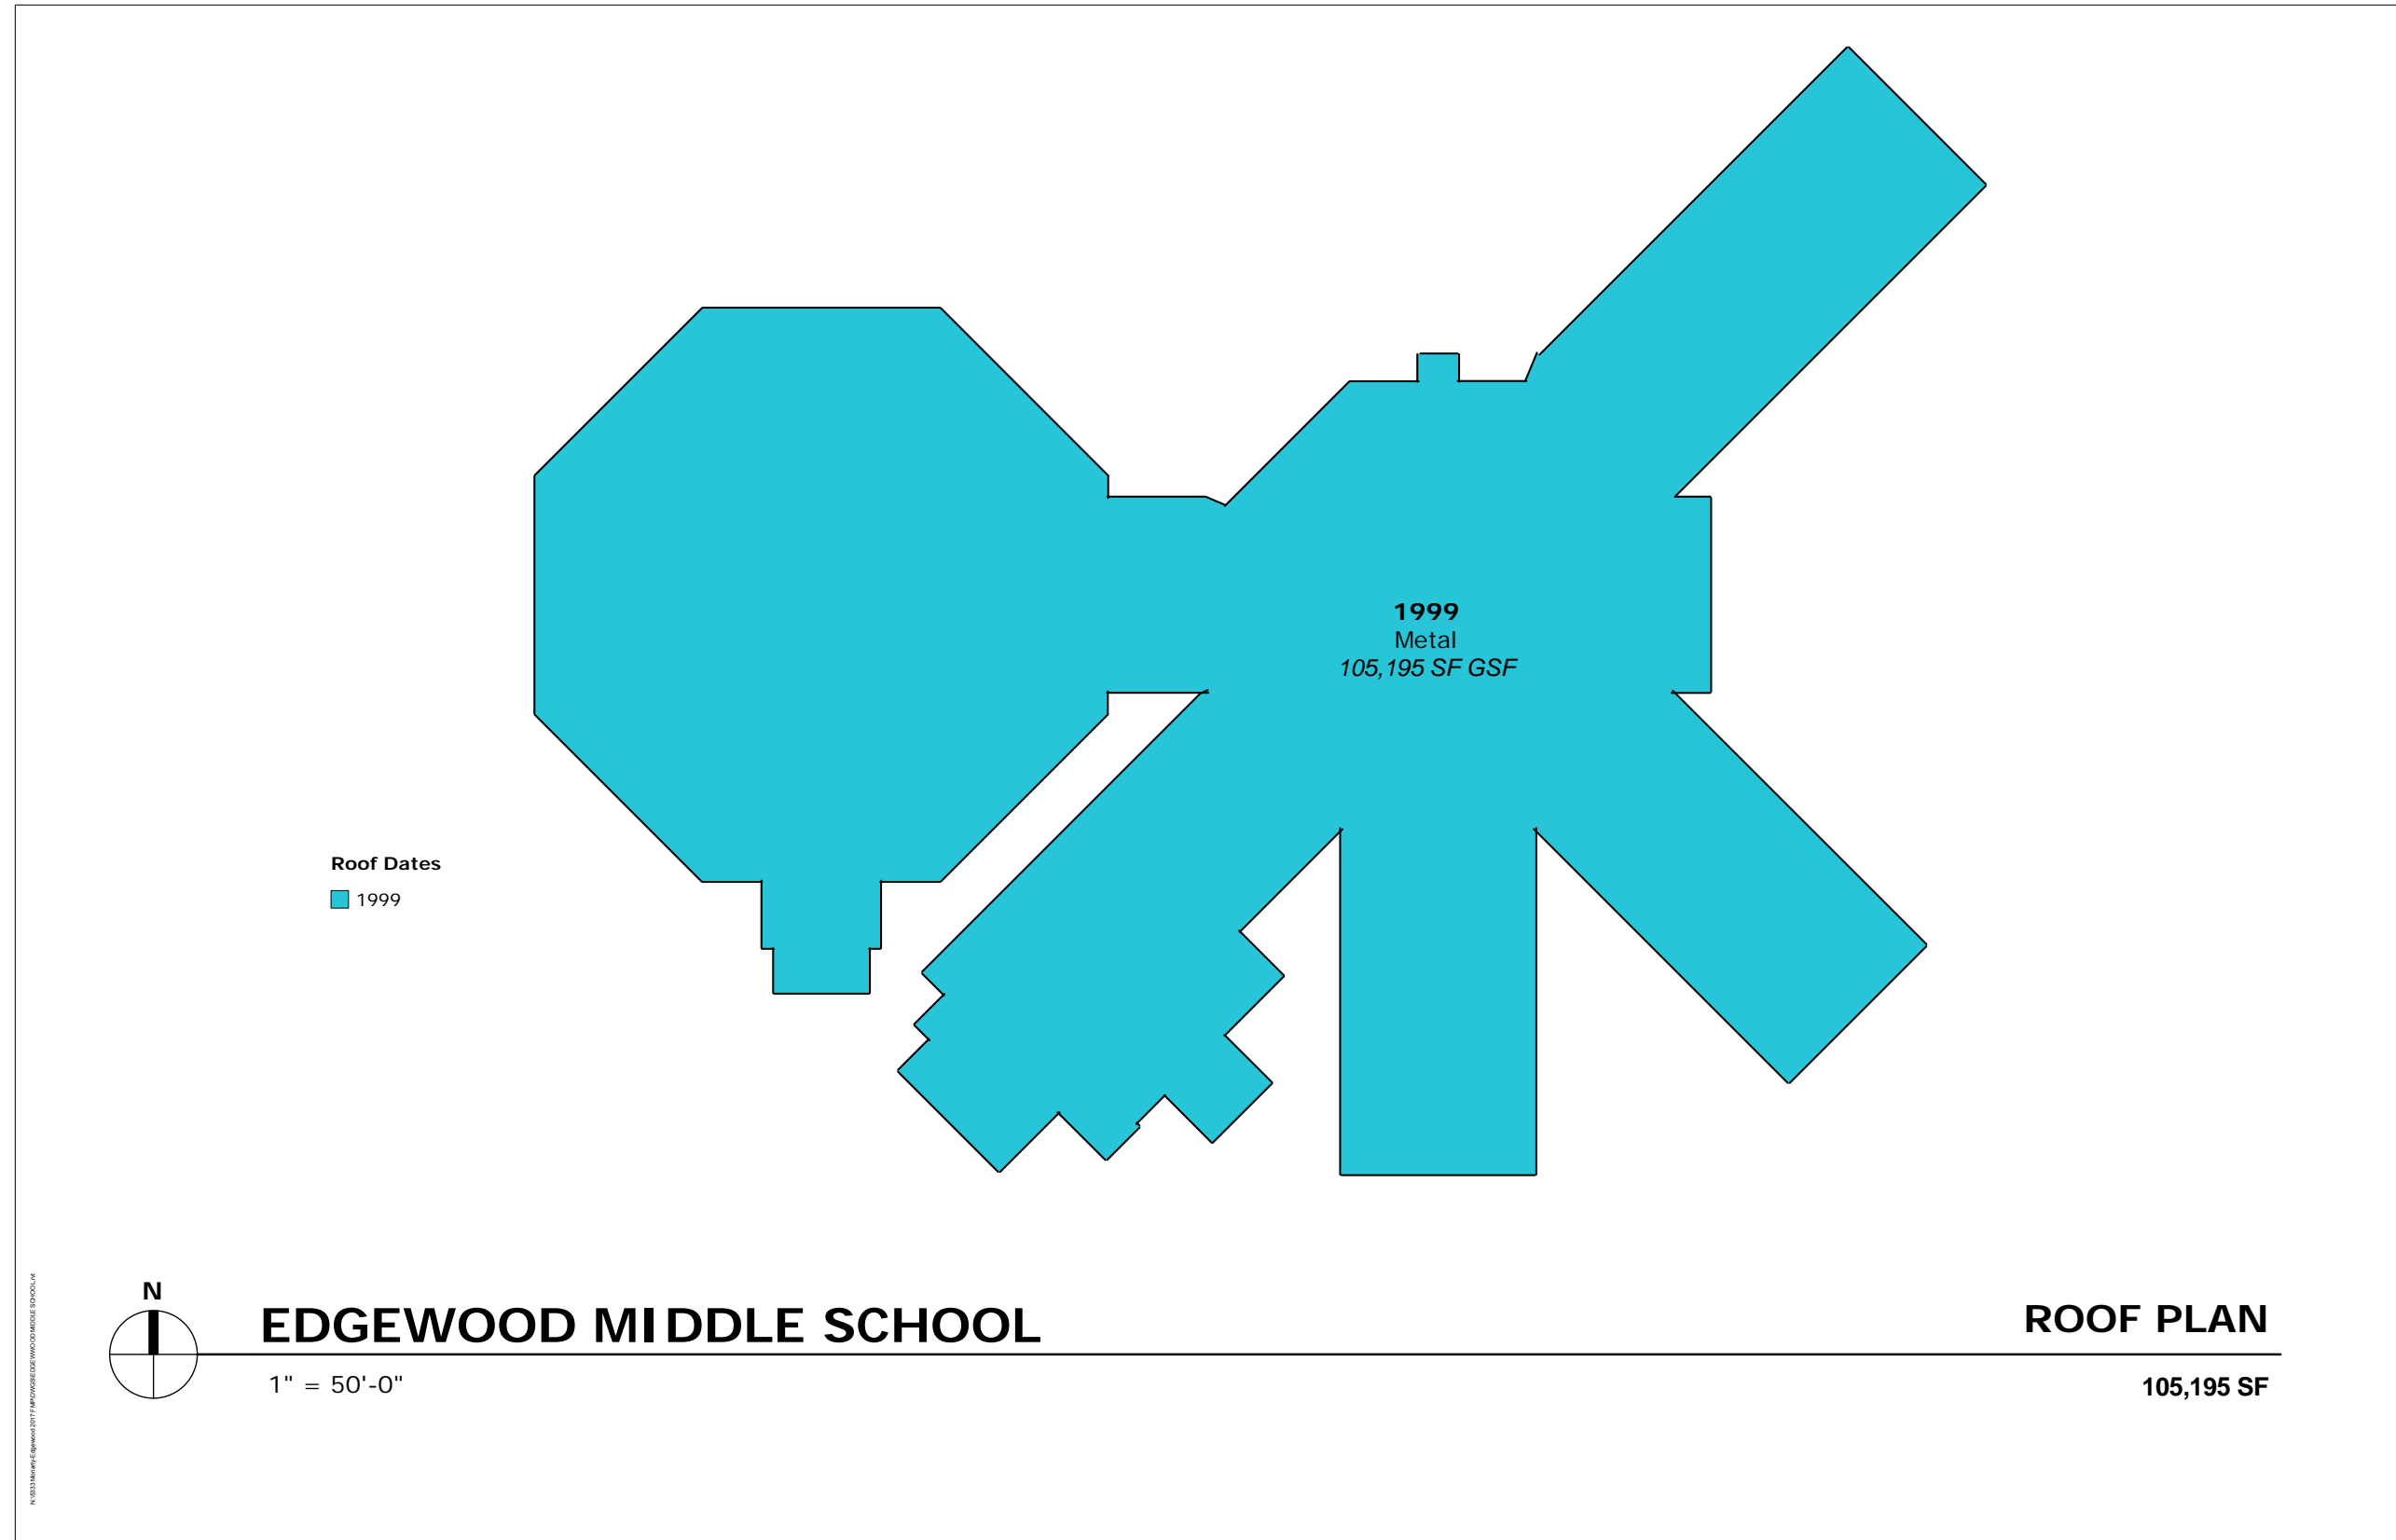 1999
Metal
105,195 SF GSF
Roof Dates
1999
N
EDGEWOOD MIDDLE SCHOOL
ROOF PLAN
1" = 50'-0"
105,195 SF